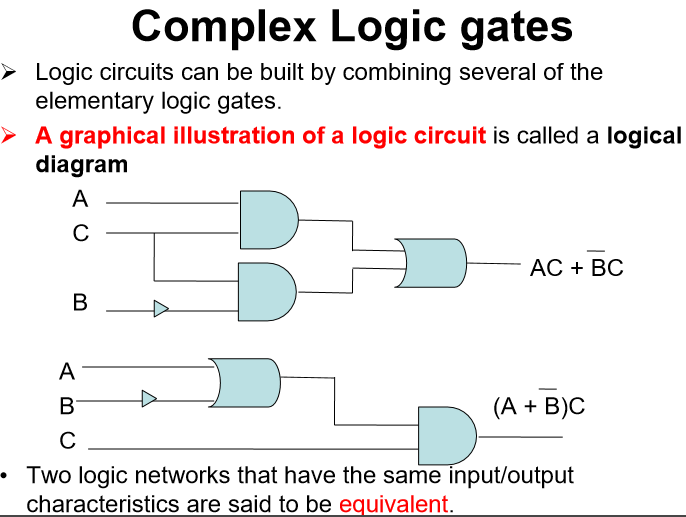 Complex Logic gates
➢ Logic circuits can be built by combining several of the
elementary logic gates.
➢ A graphical illustration of a logic circuit is called a logical
diagram
A
C
B
AC + B̅C
A
B
C
(A + B̅)C
• Two logic networks that have the same input/output
characteristics are said to be equivalent.